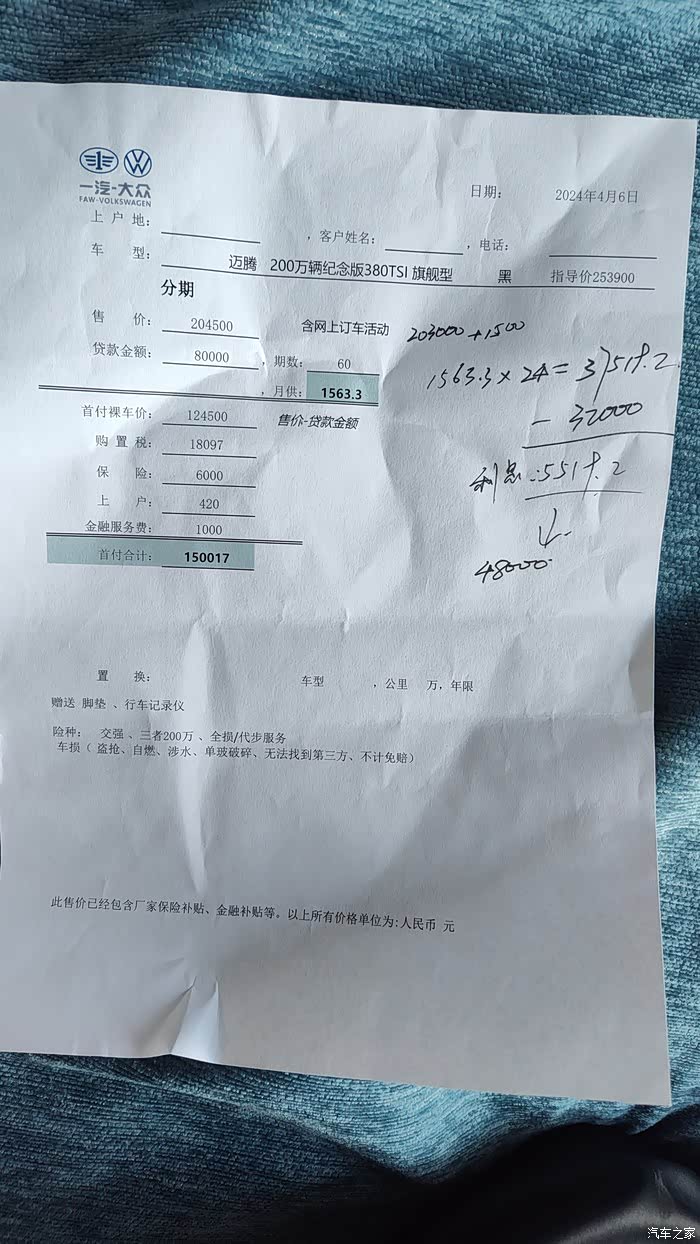 一汽-大众
FAW-VOLKSWAGEN
日期： 2024年4月6日
上 户 地： ，客户姓名： ，电话：
车 型： 迈腾 200万辆纪念版380TSI 旗舰型 黑 指导价253900
分期
售 价： 204500 含网上订车活动 203000+1500
贷款金额： 80000 ，期数： 60
1563.3×24=37519.2
，月供： 1563.3
-32000
首付裸车价： 124500 售价-贷款金额
购 置 税： 18097
保 险： 6000
利息:5519.2
上 户： 420
金融服务费： 1000
48000
首付合计： 150017
置 换： 车型 ，公里 万，年限
赠送 脚垫 、行车记录仪
险种： 交强 、三者200万 、全损/代步服务
车损（ 盗抢、自燃、涉水、单玻破碎、无法找到第三方、不计免赔）
此售价已经包含厂家保险补贴、金融补贴等。以上所有价格单位为:人民币 元
汽车之家